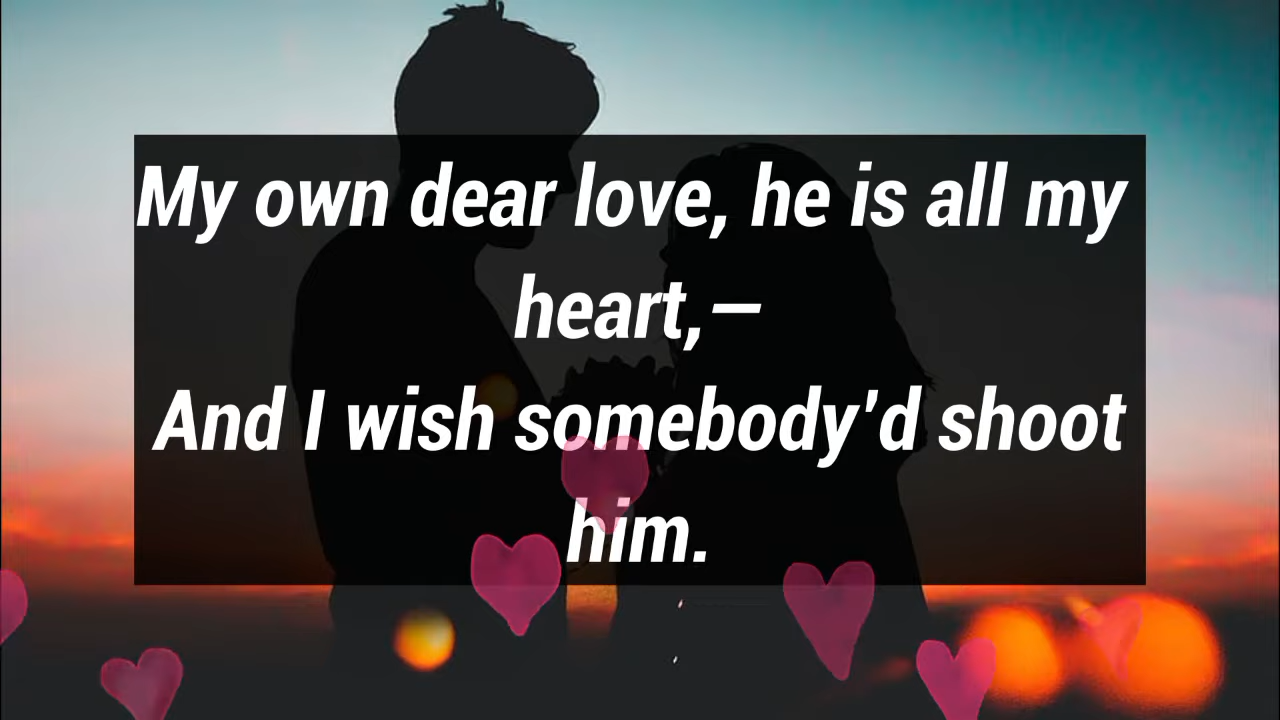 My own dear love, he is all my
heart,—
And I wish somebody’d shoot
him.